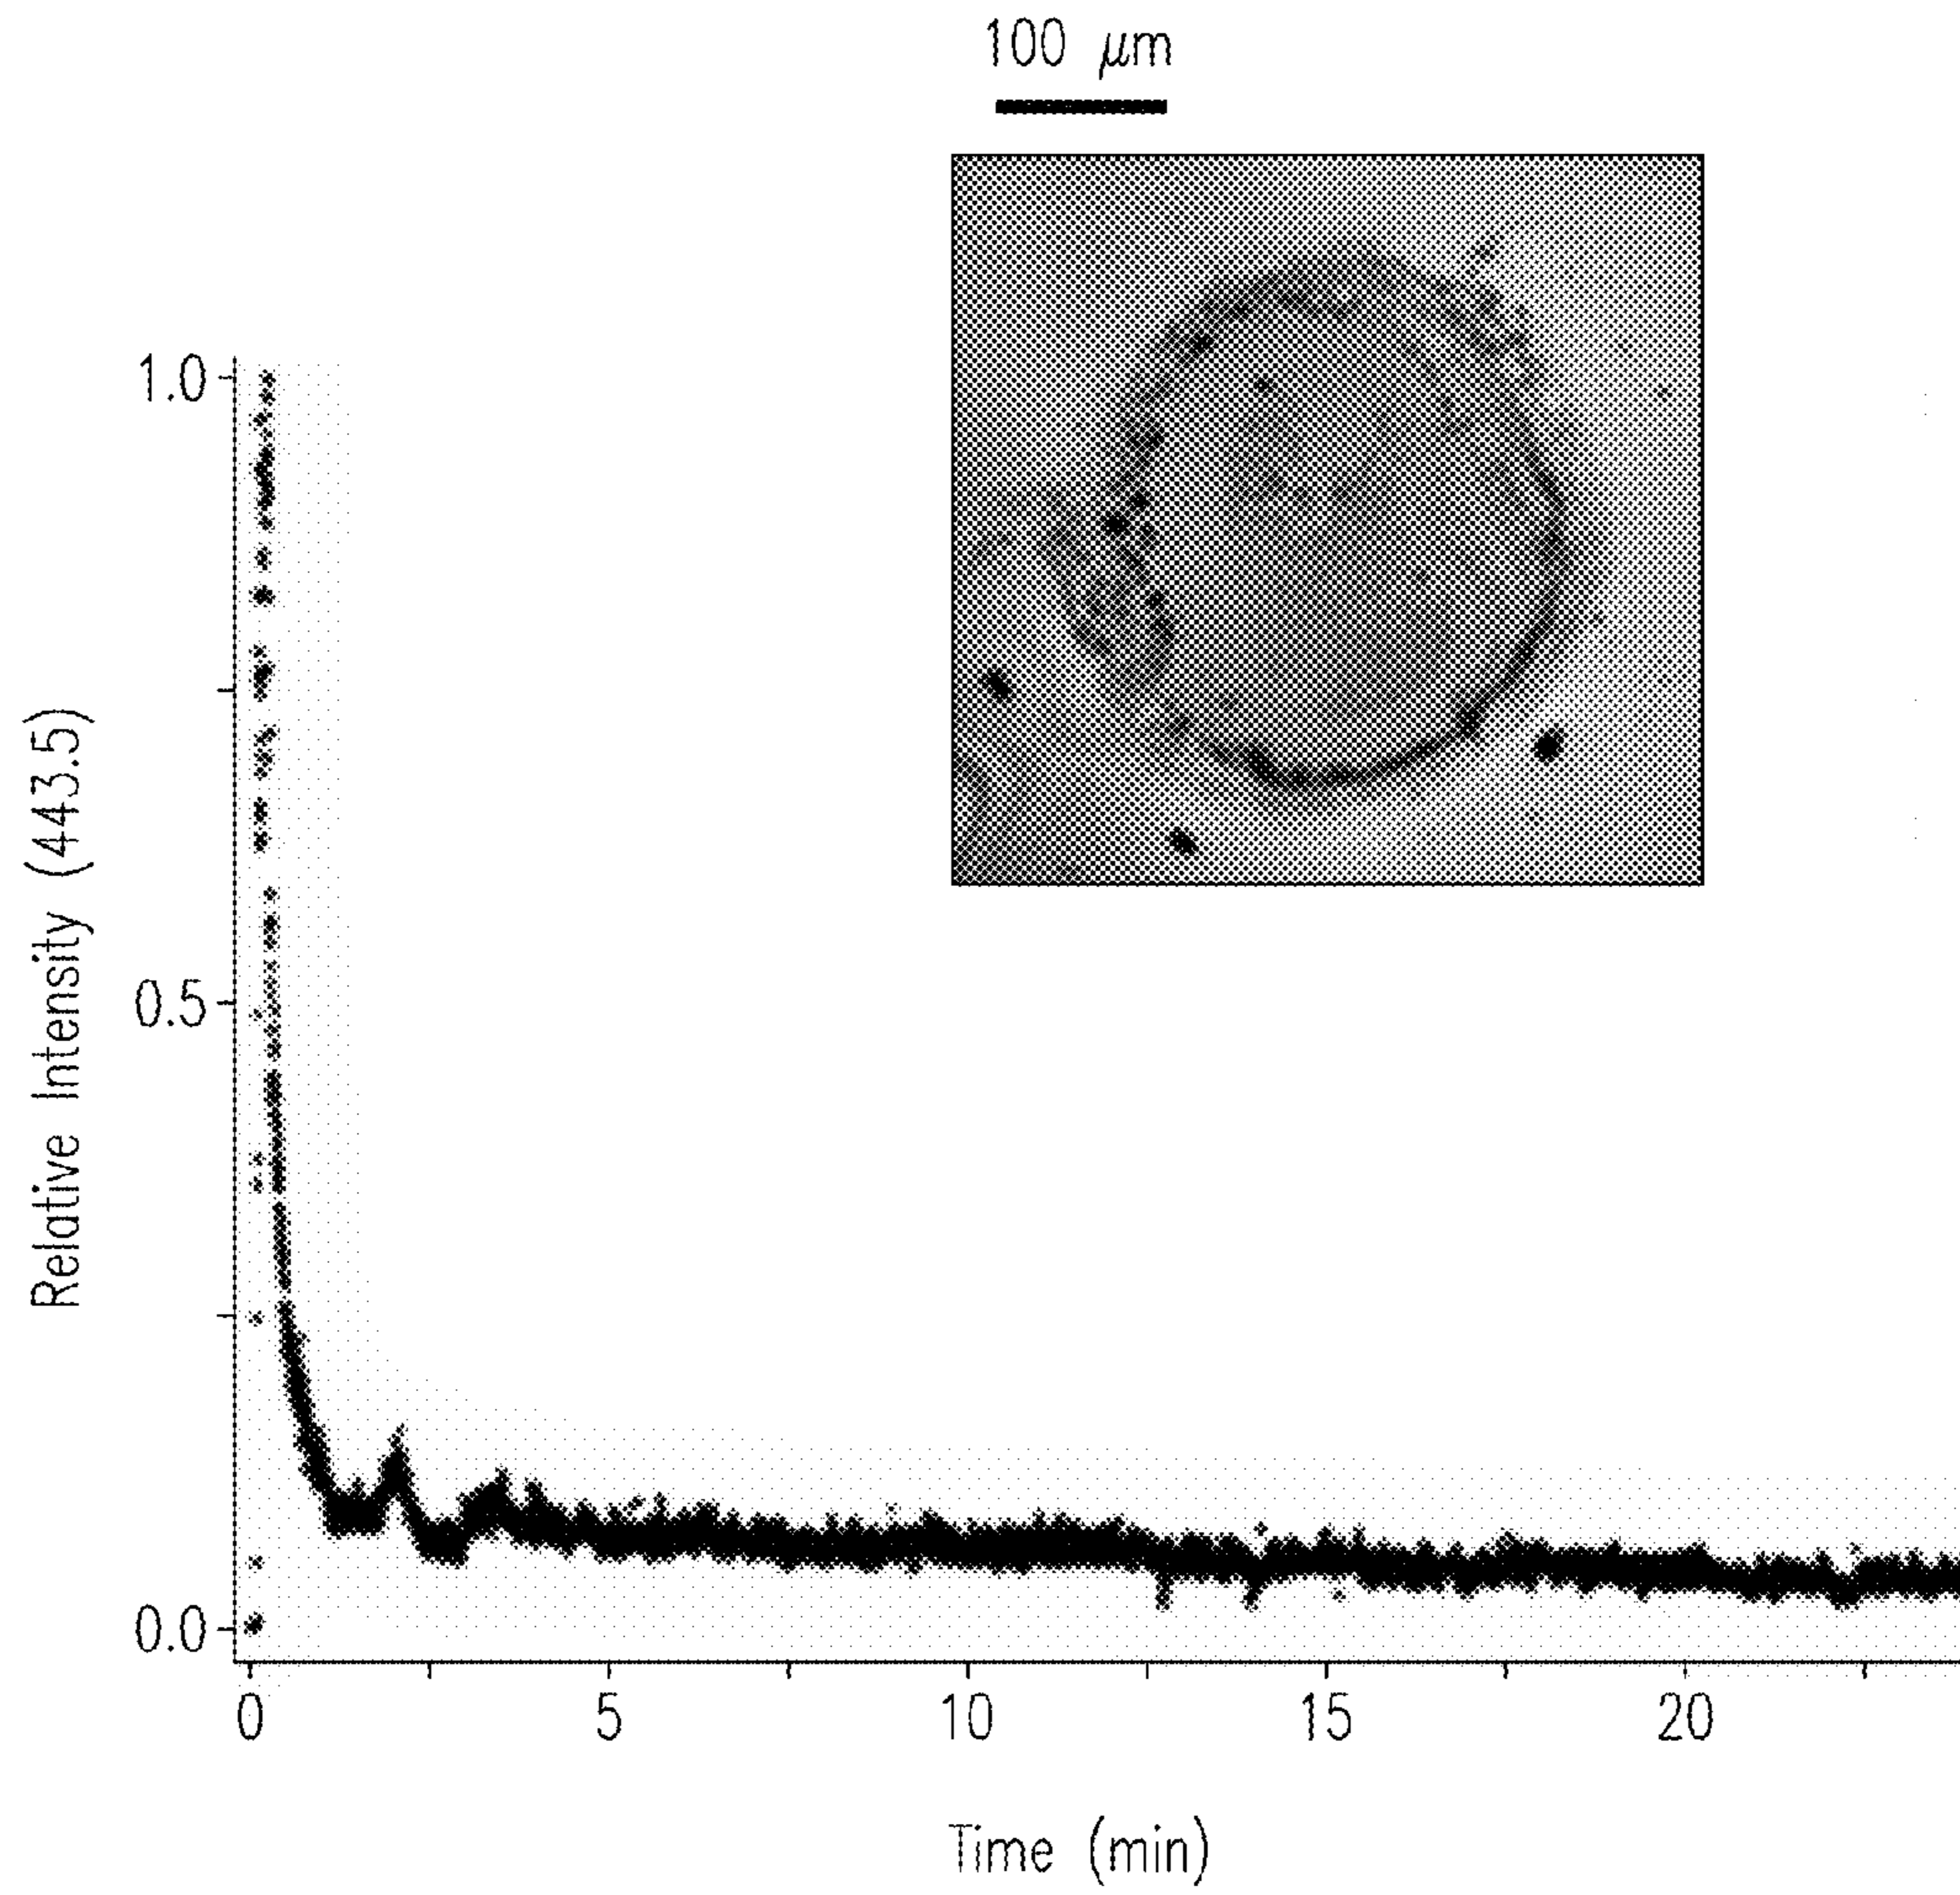 100 μm
1.0
0.5
0.0
Relative Intensity (443.5)
0 5 10 15 20
Time (min)